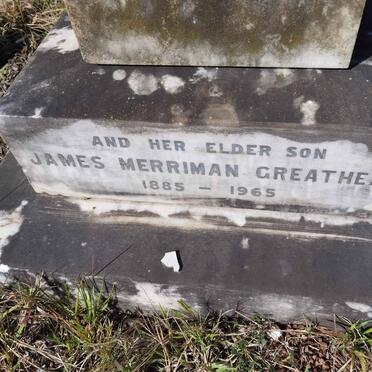 AND HER ELDER SON
JAMES MERRIMAN GREATHE
1885 – 1965